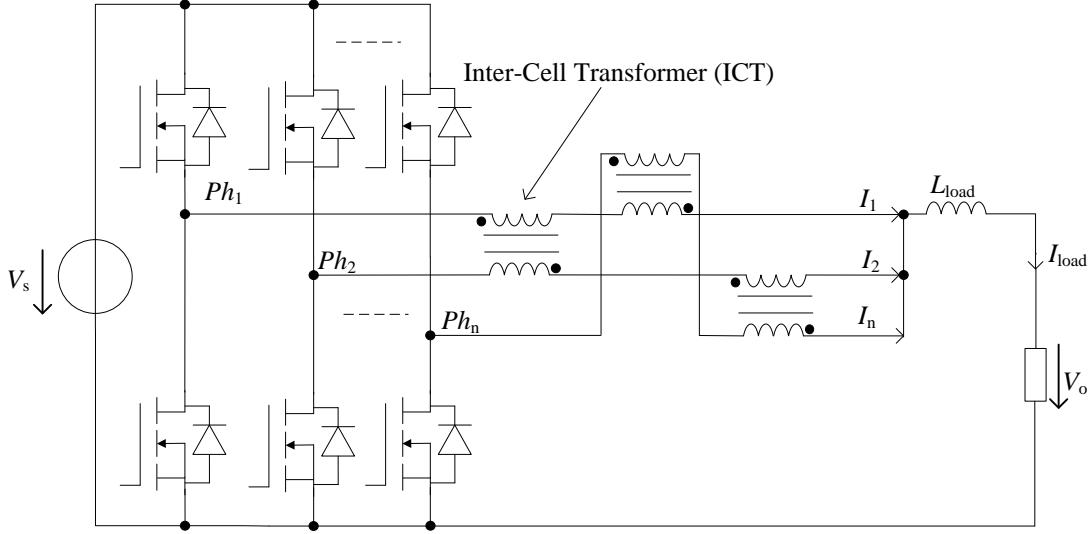 Inter-Cell Transformer (ICT)
Ph1
I1
Lload
Vs
Ph2
I2
Iload
Phn
In
Vo